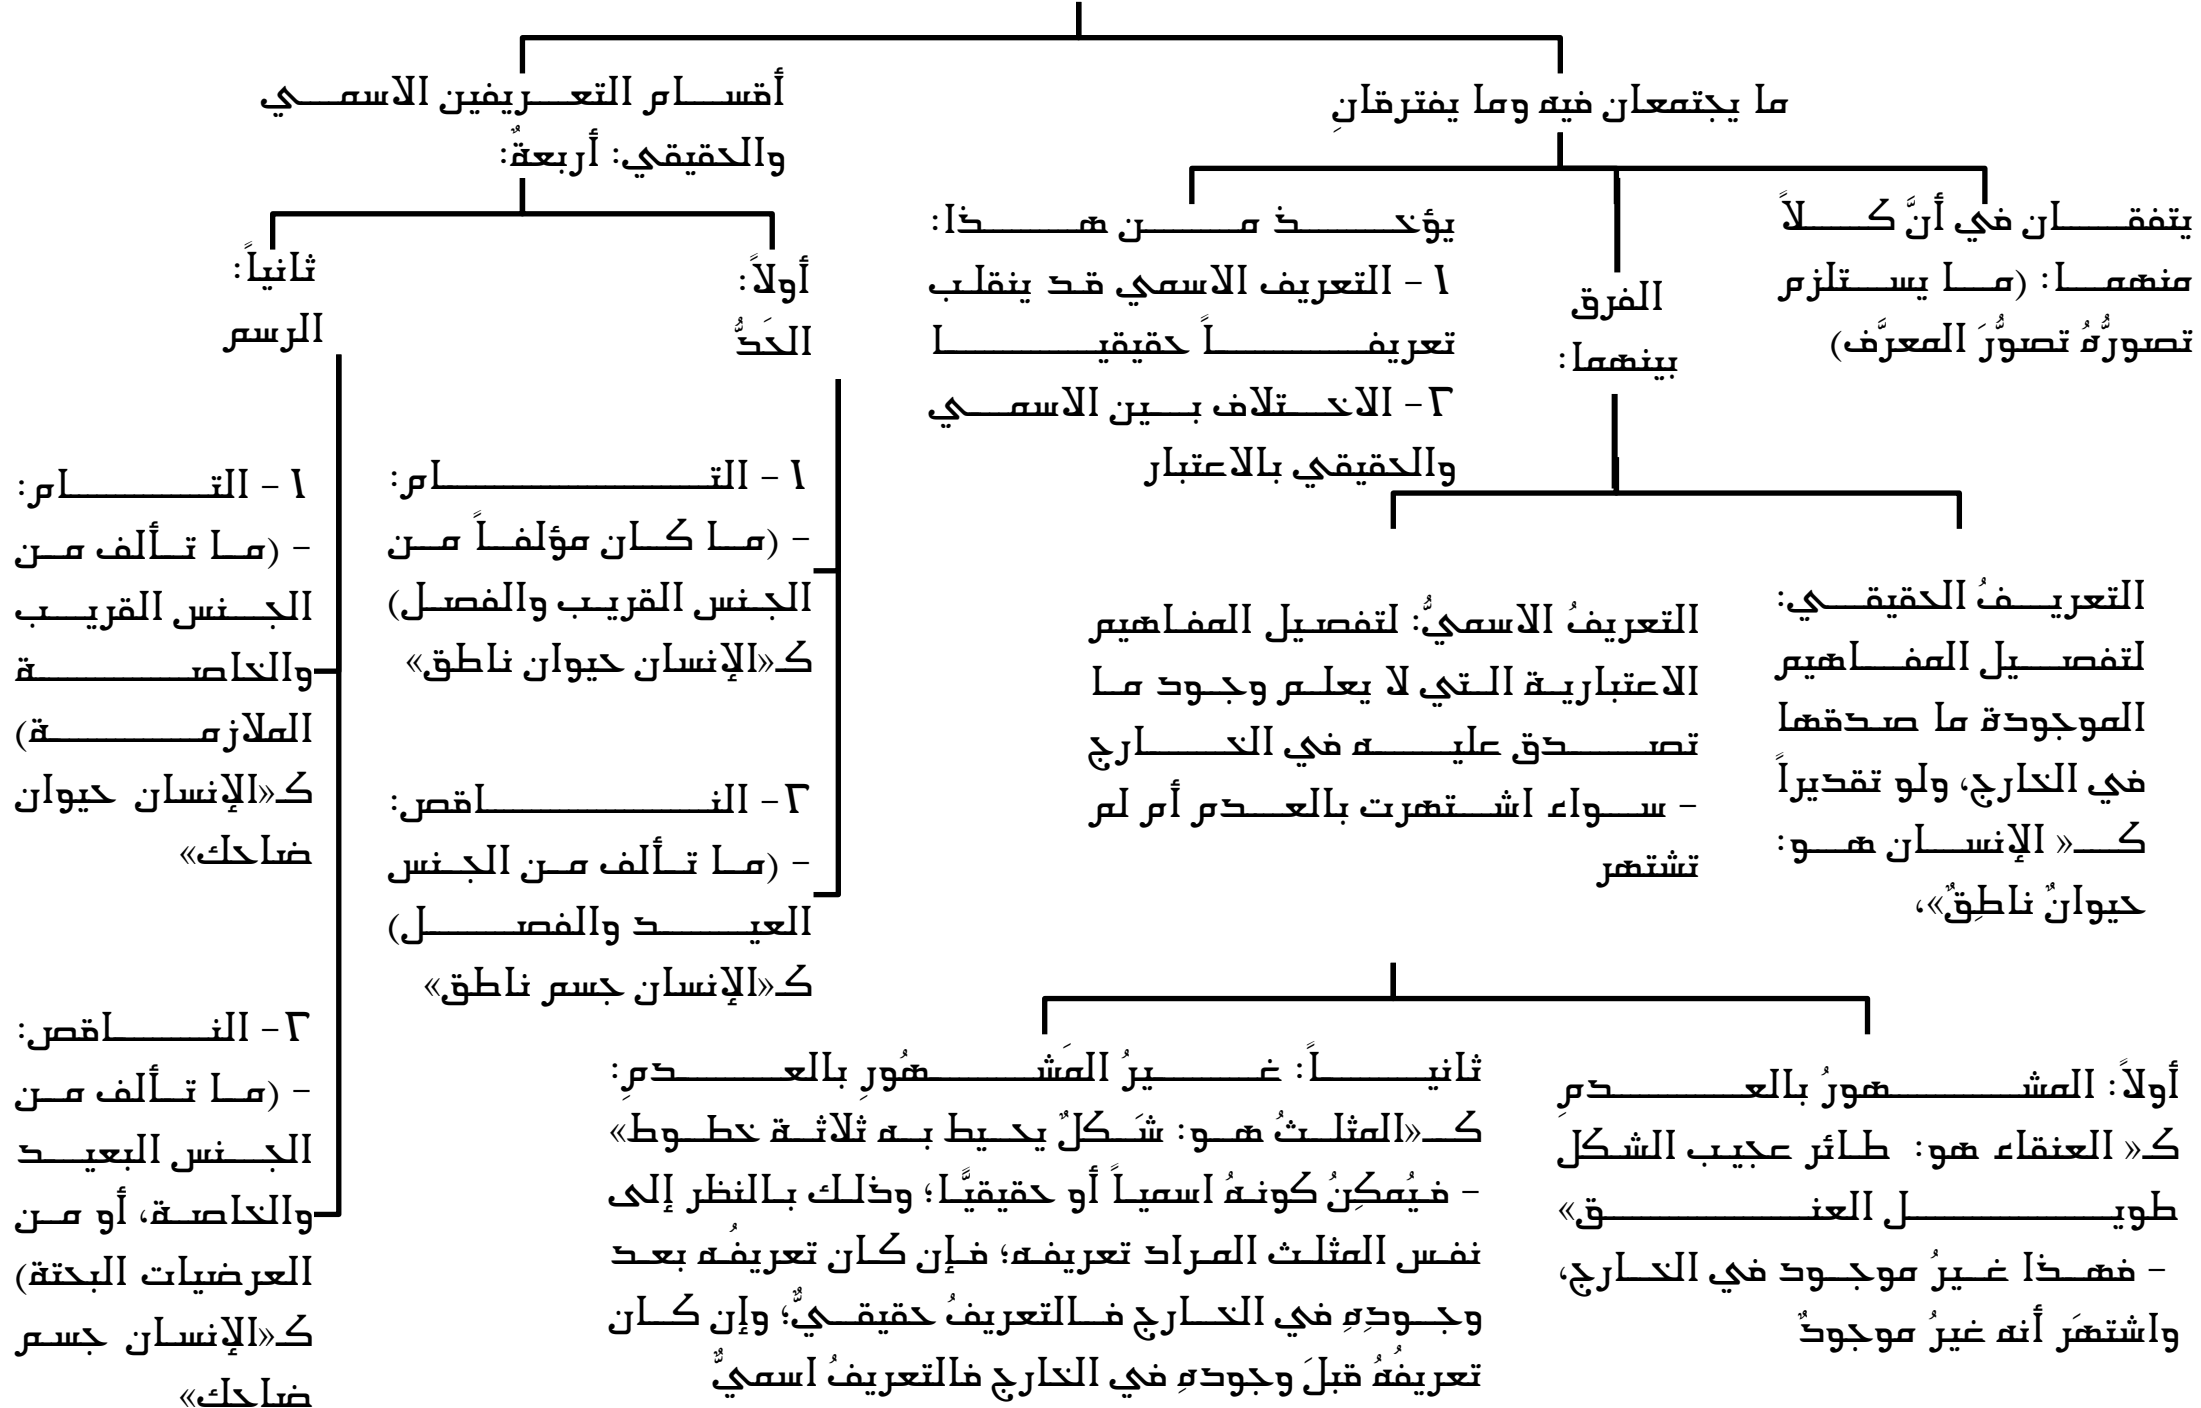 ما يجتمعان فيه وما يفترقانِ
يتفقان في أنَّ كلاً
منهما: (ما يستلزم
تصورُّهُ تصورُّرَ المعرَّف)
الفرق
بينهما:
يؤخذ من هذا:
١- التعريف الاسمي قد ينقلب
تعريفاً حقيقيا
٢- الاختلاف بين الاسمي
والحقيقي بالاعتبار
التعريفُ الحقيقي:
لتفصيل المفاهيم
الموجودة ما صدقها
في الخارج، ولو تقديراً
كـ« الإنسان هو:
حيوانٌ ناطِقٌ»،
التعريفُ الاسميُّ: لتفصيل المفاهيم
الاعتبارية التي لا يعلم وجود ما
تصدق عليه في الخارج
- سواء اشتهرت بالعدم أم لم
تشتهر
أولاً: المشهورُ بالعدمِ
كـ« العنقاء هو: طائر عجيب الشكل
طويل العنق»
- فهذا غيرُ موجود في الخارج،
واشتهَر أنه غيرُ موجودٌ
ثانياً: غيرُ المَشهُورِ بالعدمِ:
كـ«المثلثُ هو: شَكلٌ يحيط به ثلاثة خطوط»
- فيُمكِنُ كونهُ اسمياً أو حقيقيًّا؛ وذلك بالنظر إلى
نفس المثلث المراد تعريفه؛ فإن كان تعريفُه بعد
وجودِهِ في الخارج فالتعريفُ حقيقيٌّ؛ وإن كان
تعريفُهُ قبلَ وجودهِ في الخارج فالتعريفُ اسميٌّ
أقسام التعريفين الاسمي
والحقيقي: أربعةٌ:
أولاً:
الحَدُّ
١- التام:
- (ما كان مؤلفاً من
الجنس القريب والفصل)
كـ«الإنسان حيوان ناطق»
٢- الناقص:
- (ما تألف من الجنس
العيد والفصل)
كـ«الإنسان جسم ناطق»
ثانياً:
الرسم
١- التام:
- (ما تألف من
الجنس القريب
والخاصة
الملازمة)
كـ«الإنسان حيوان
ضاحك»
٢- الناقص:
- (ما تألف من
الجنس البعيد
والخاصة، أو من
العرضيات البحتة)
كـ«الإنسان جسم
ضاحك»